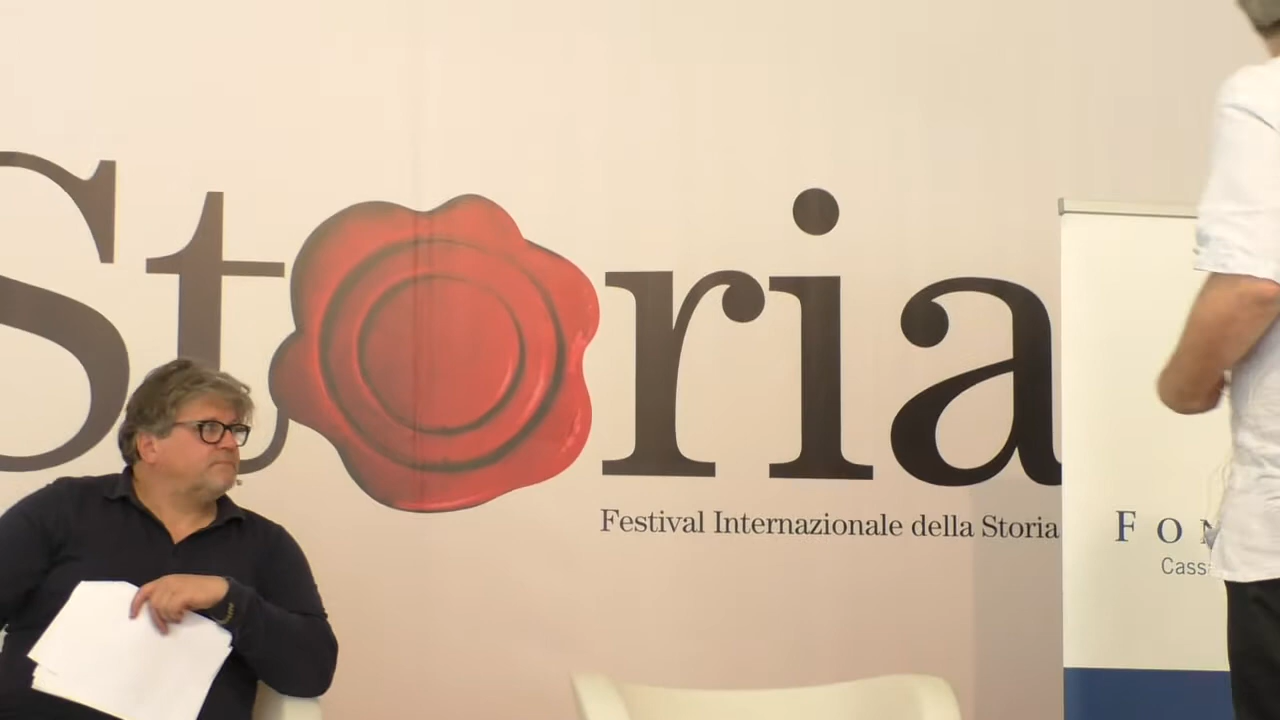 Storia
Festival Internazionale della Storia
FON
Cass